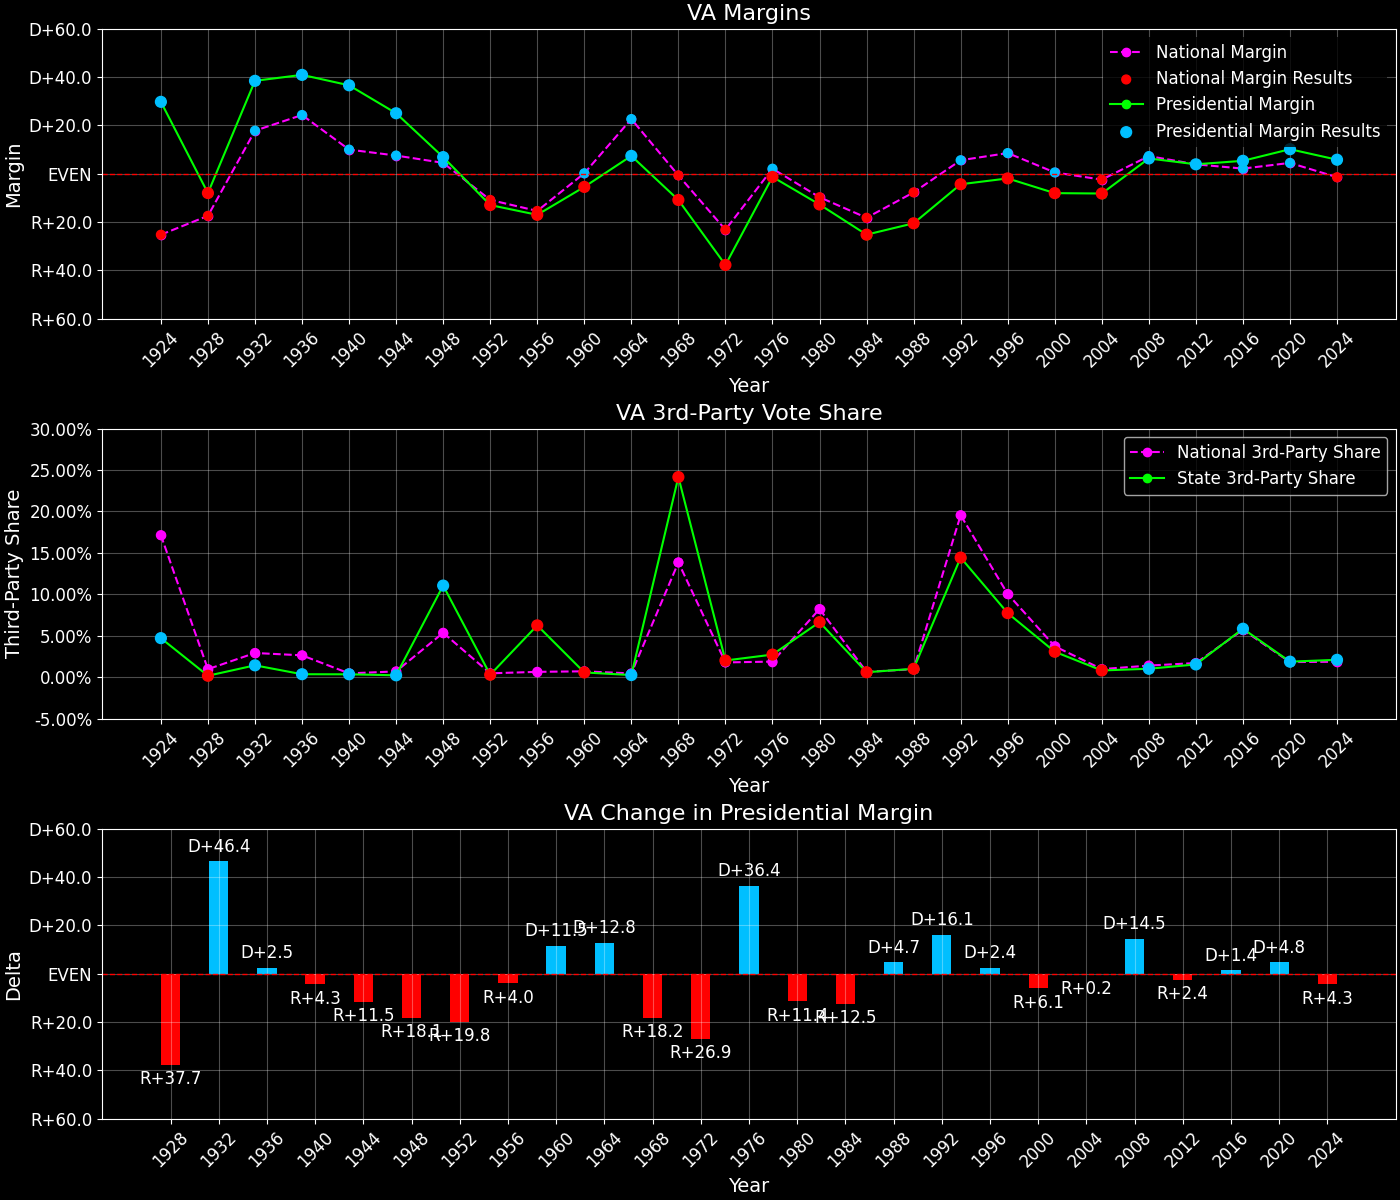 VA Margins
D+60.0
D+40.0
D+20.0
EVEN
R+20.0
R+40.0
R+60.0
Margin
National Margin
National Margin Results
Presidential Margin
Presidential Margin Results
1924 1928 1932 1936 1940 1944 1948 1952 1956 1960 1964 1968 1972 1976 1980 1984 1988 1992 1996 2000 2004 2008 2012 2016 2020 2024
Year
VA 3rd-Party Vote Share
30.00%
25.00%
20.00%
15.00%
10.00%
5.00%
0.00%
-5.00%
Third-Party Share
National 3rd-Party Share
State 3rd-Party Share
1924 1928 1932 1936 1940 1944 1948 1952 1956 1960 1964 1968 1972 1976 1980 1984 1988 1992 1996 2000 2004 2008 2012 2016 2020 2024
Year
VA Change in Presidential Margin
D+60.0
D+40.0
D+20.0
EVEN
R+20.0
R+40.0
R+60.0
Delta
R+37.7
D+46.4
D+2.5
R+4.3
R+11.5
R+18.1
R+19.8
R+4.0
D+11.5
D+12.8
R+18.2
R+26.9
D+36.4
R+11.4
R+12.5
D+4.7
D+16.1
D+2.4
R+6.1
R+0.2
D+14.5
R+2.4
D+1.4
D+4.8
R+4.3
1928 1932 1936 1940 1944 1948 1952 1956 1960 1964 1968 1972 1976 1980 1984 1988 1992 1996 2000 2004 2008 2012 2016 2020 2024
Year